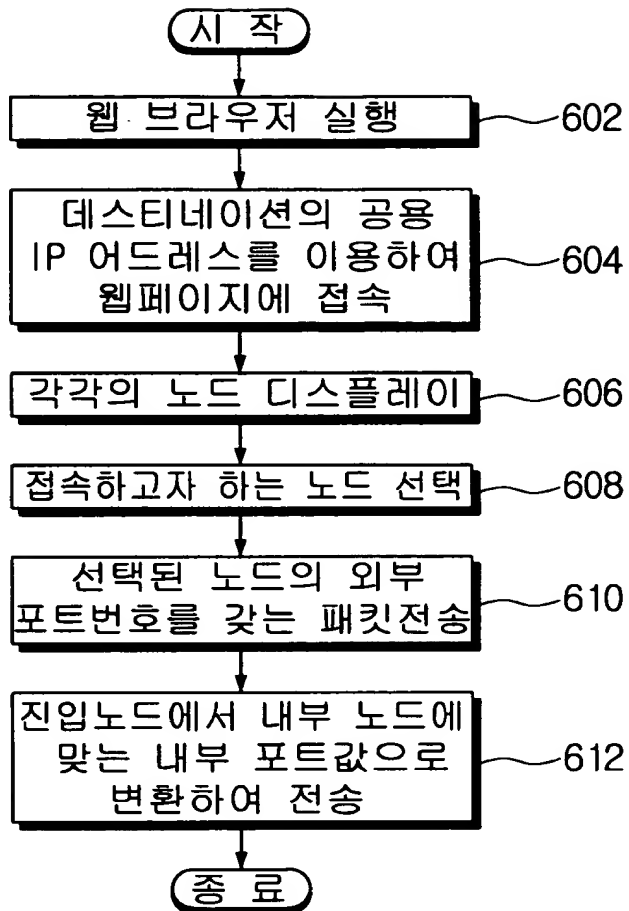 시 작
웹 브라우저 실행
602
데스티네이션의 공용
IP 어드레스를 이용하여
웹페이지에 접속
604
각각의 노드 디스플레이
606
접속하고자 하는 노드 선택
608
선택된 노드의 외부
포트번호를 갖는 패킷전송
610
진입노드에서 내부 노드에
맞는 내부 포트값으로
변환하여 전송
612
종 료